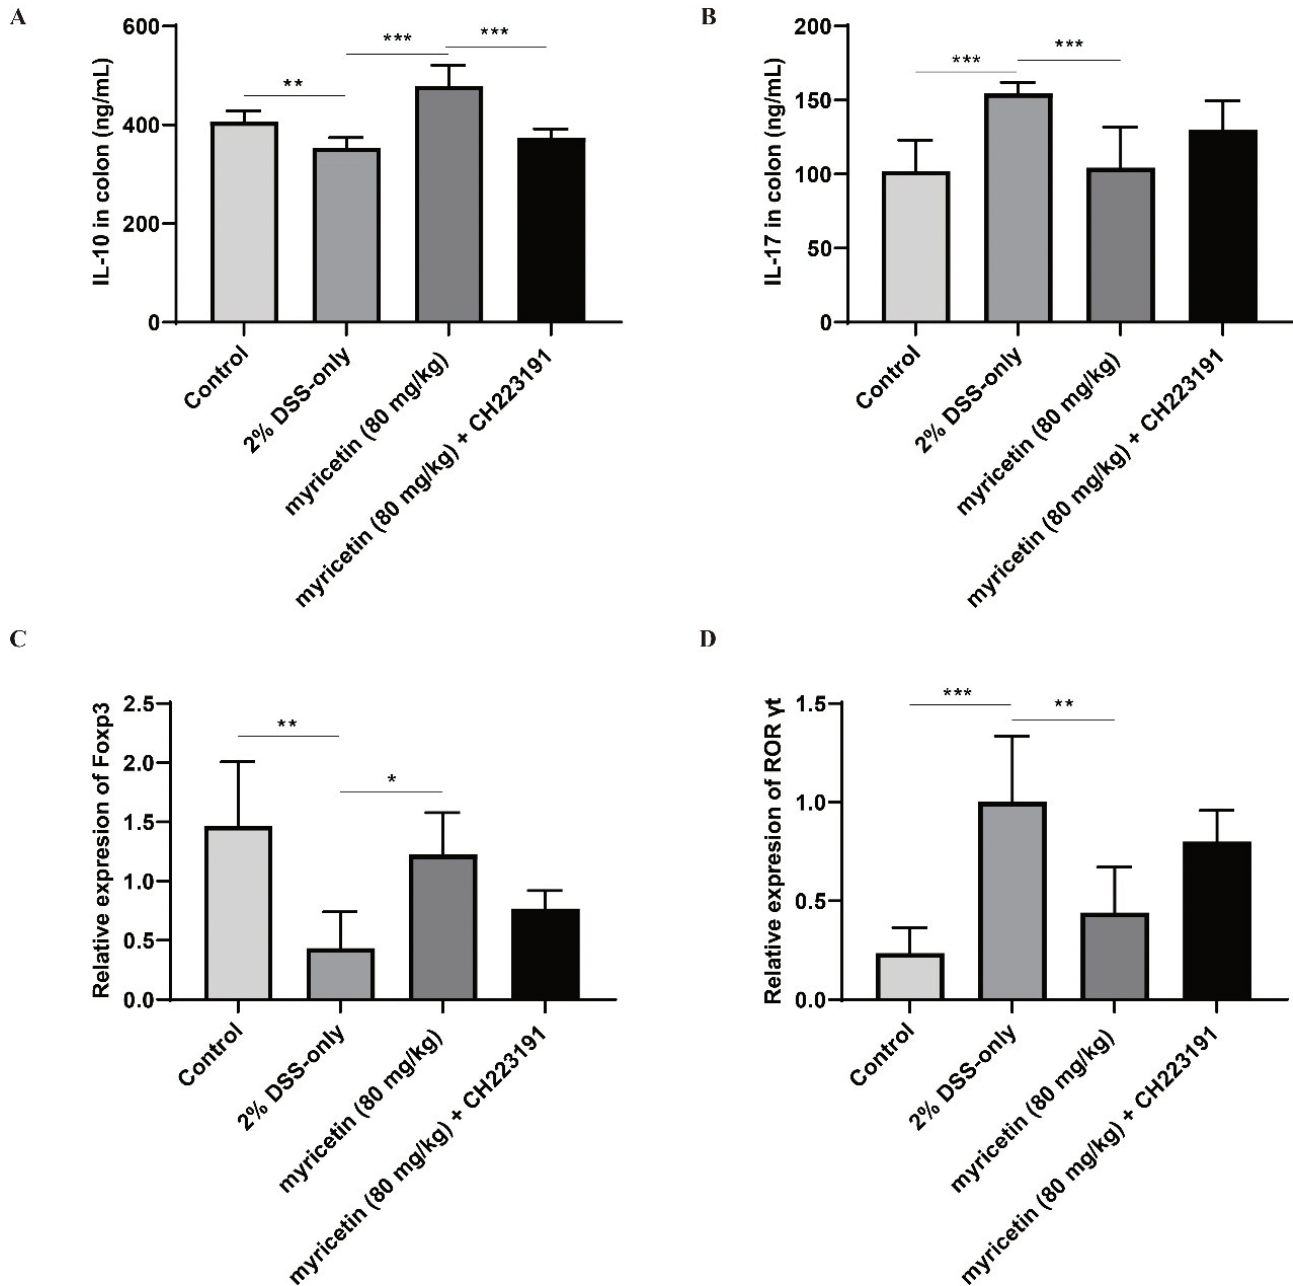 A
IL-10 in colon (ng/mL)
600
400
200
0
**
***
***
Control
2% DSS-only
myricetin (80 mg/kg)
myricetin (80 mg/kg) + CH223191
B
IL-17 in colon (ng/mL)
200
150
100
50
0
***
***
Control
2% DSS-only
myricetin (80 mg/kg)
myricetin (80 mg/kg) + CH223191
C
Relative expresion of Foxp3
2.5
2.0
1.5
1.0
0.5
0.0
**
*
Control
2% DSS-only
myricetin (80 mg/kg)
myricetin (80 mg/kg) + CH223191
D
Relative expresion of ROR γt
1.5
1.0
0.5
0.0
***
**
Control
2% DSS-only
myricetin (80 mg/kg)
myricetin (80 mg/kg) + CH223191